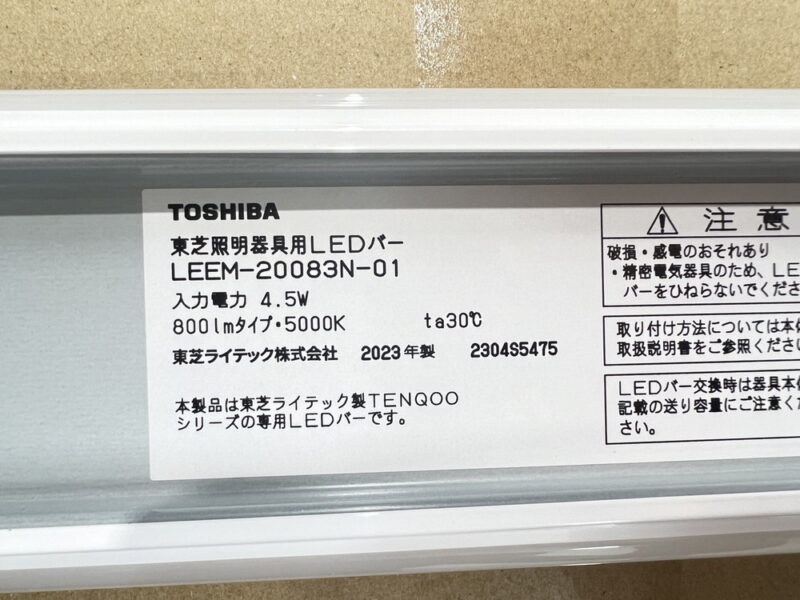 TOSHIBA
東芝照明器具用LEDバー
LEEM-20083N-01
入力電力 4.5W
800lmタイプ・5000K ta30℃
東芝ライテック株式会社 2023年製 2304S5475
本製品は東芝ライテック製TENQOO
シリーズの専用LEDバーです。
⚠ 注意
破損・感電のおそれあり
・精密電気器具のため、LE
バーをひねらないでくださ
取り付け方法については本体
取扱説明書をご参照くださ
LEDバー交換時は器具本体
記載の送り容量にご注意くだ
さい。